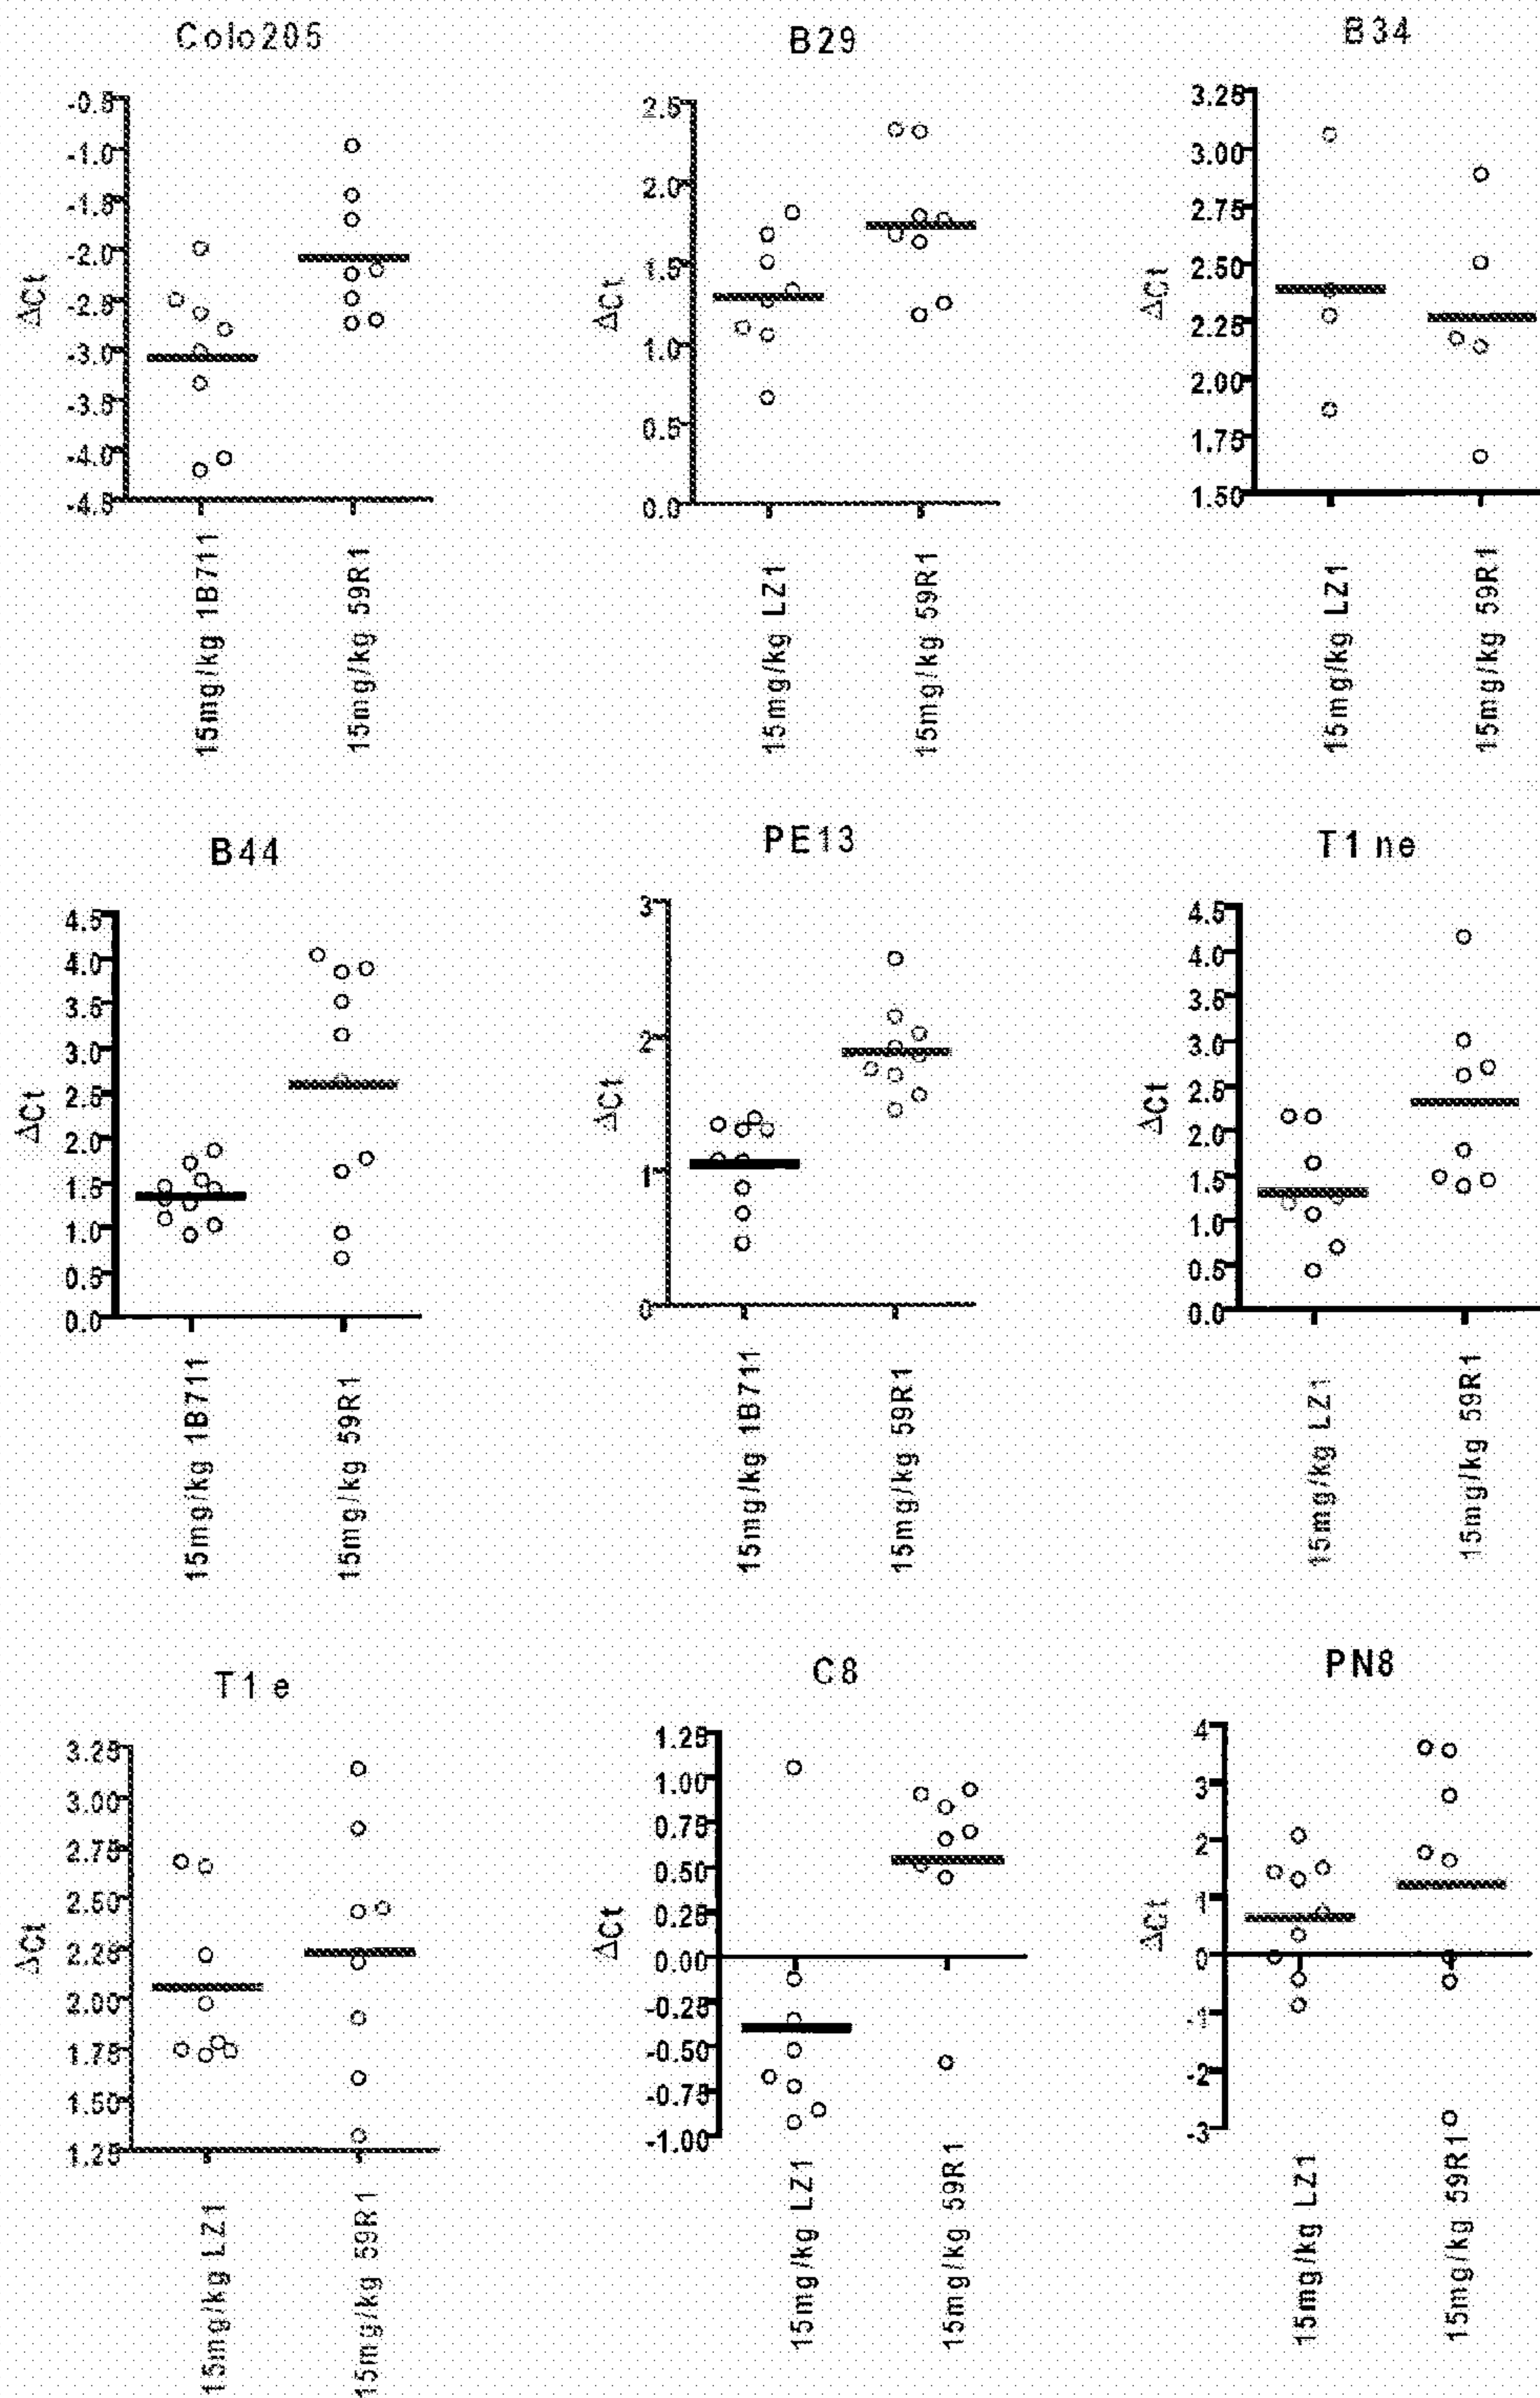 Colo205
B29
B34
ΔCt
-0.5
-1.0
-1.5
-2.0
-2.5
-3.0
-3.5
-4.0
-4.5
15mg/kg 1B711
15mg/kg 59R1
ΔCt
2.5
2.0
1.5
1.0
0.5
0.0
15mg/kg LZ1
15mg/kg 59R1
ΔCt
3.25
3.00
2.75
2.50
2.25
2.00
1.75
1.50
15mg/kg LZ1
15mg/kg 59R1
B44
PE13
T1 ne
ΔCt
4.5
4.0
3.5
3.0
2.5
2.0
1.5
1.0
0.5
0.0
15mg/kg 1B711
15mg/kg 59R1
ΔCt
3
2
1
0
15mg/kg 1B711
15mg/kg 59R1
ΔCt
4.5
4.0
3.5
3.0
2.5
2.0
1.5
1.0
0.5
0.0
15mg/kg LZ1
15mg/kg 59R1
T1 e
C8
PN8
ΔCt
3.25
3.00
2.75
2.50
2.25
2.00
1.75
1.50
1.25
15mg/kg LZ1
15mg/kg 59R1
ΔCt
1.25
1.00
0.75
0.50
0.25
0.00
-0.25
-0.50
-0.75
-1.00
15mg/kg LZ1
15mg/kg 59R1
ΔCt
4
3
2
1
0
-1
-2
-3
15mg/kg LZ1
15mg/kg 59R1